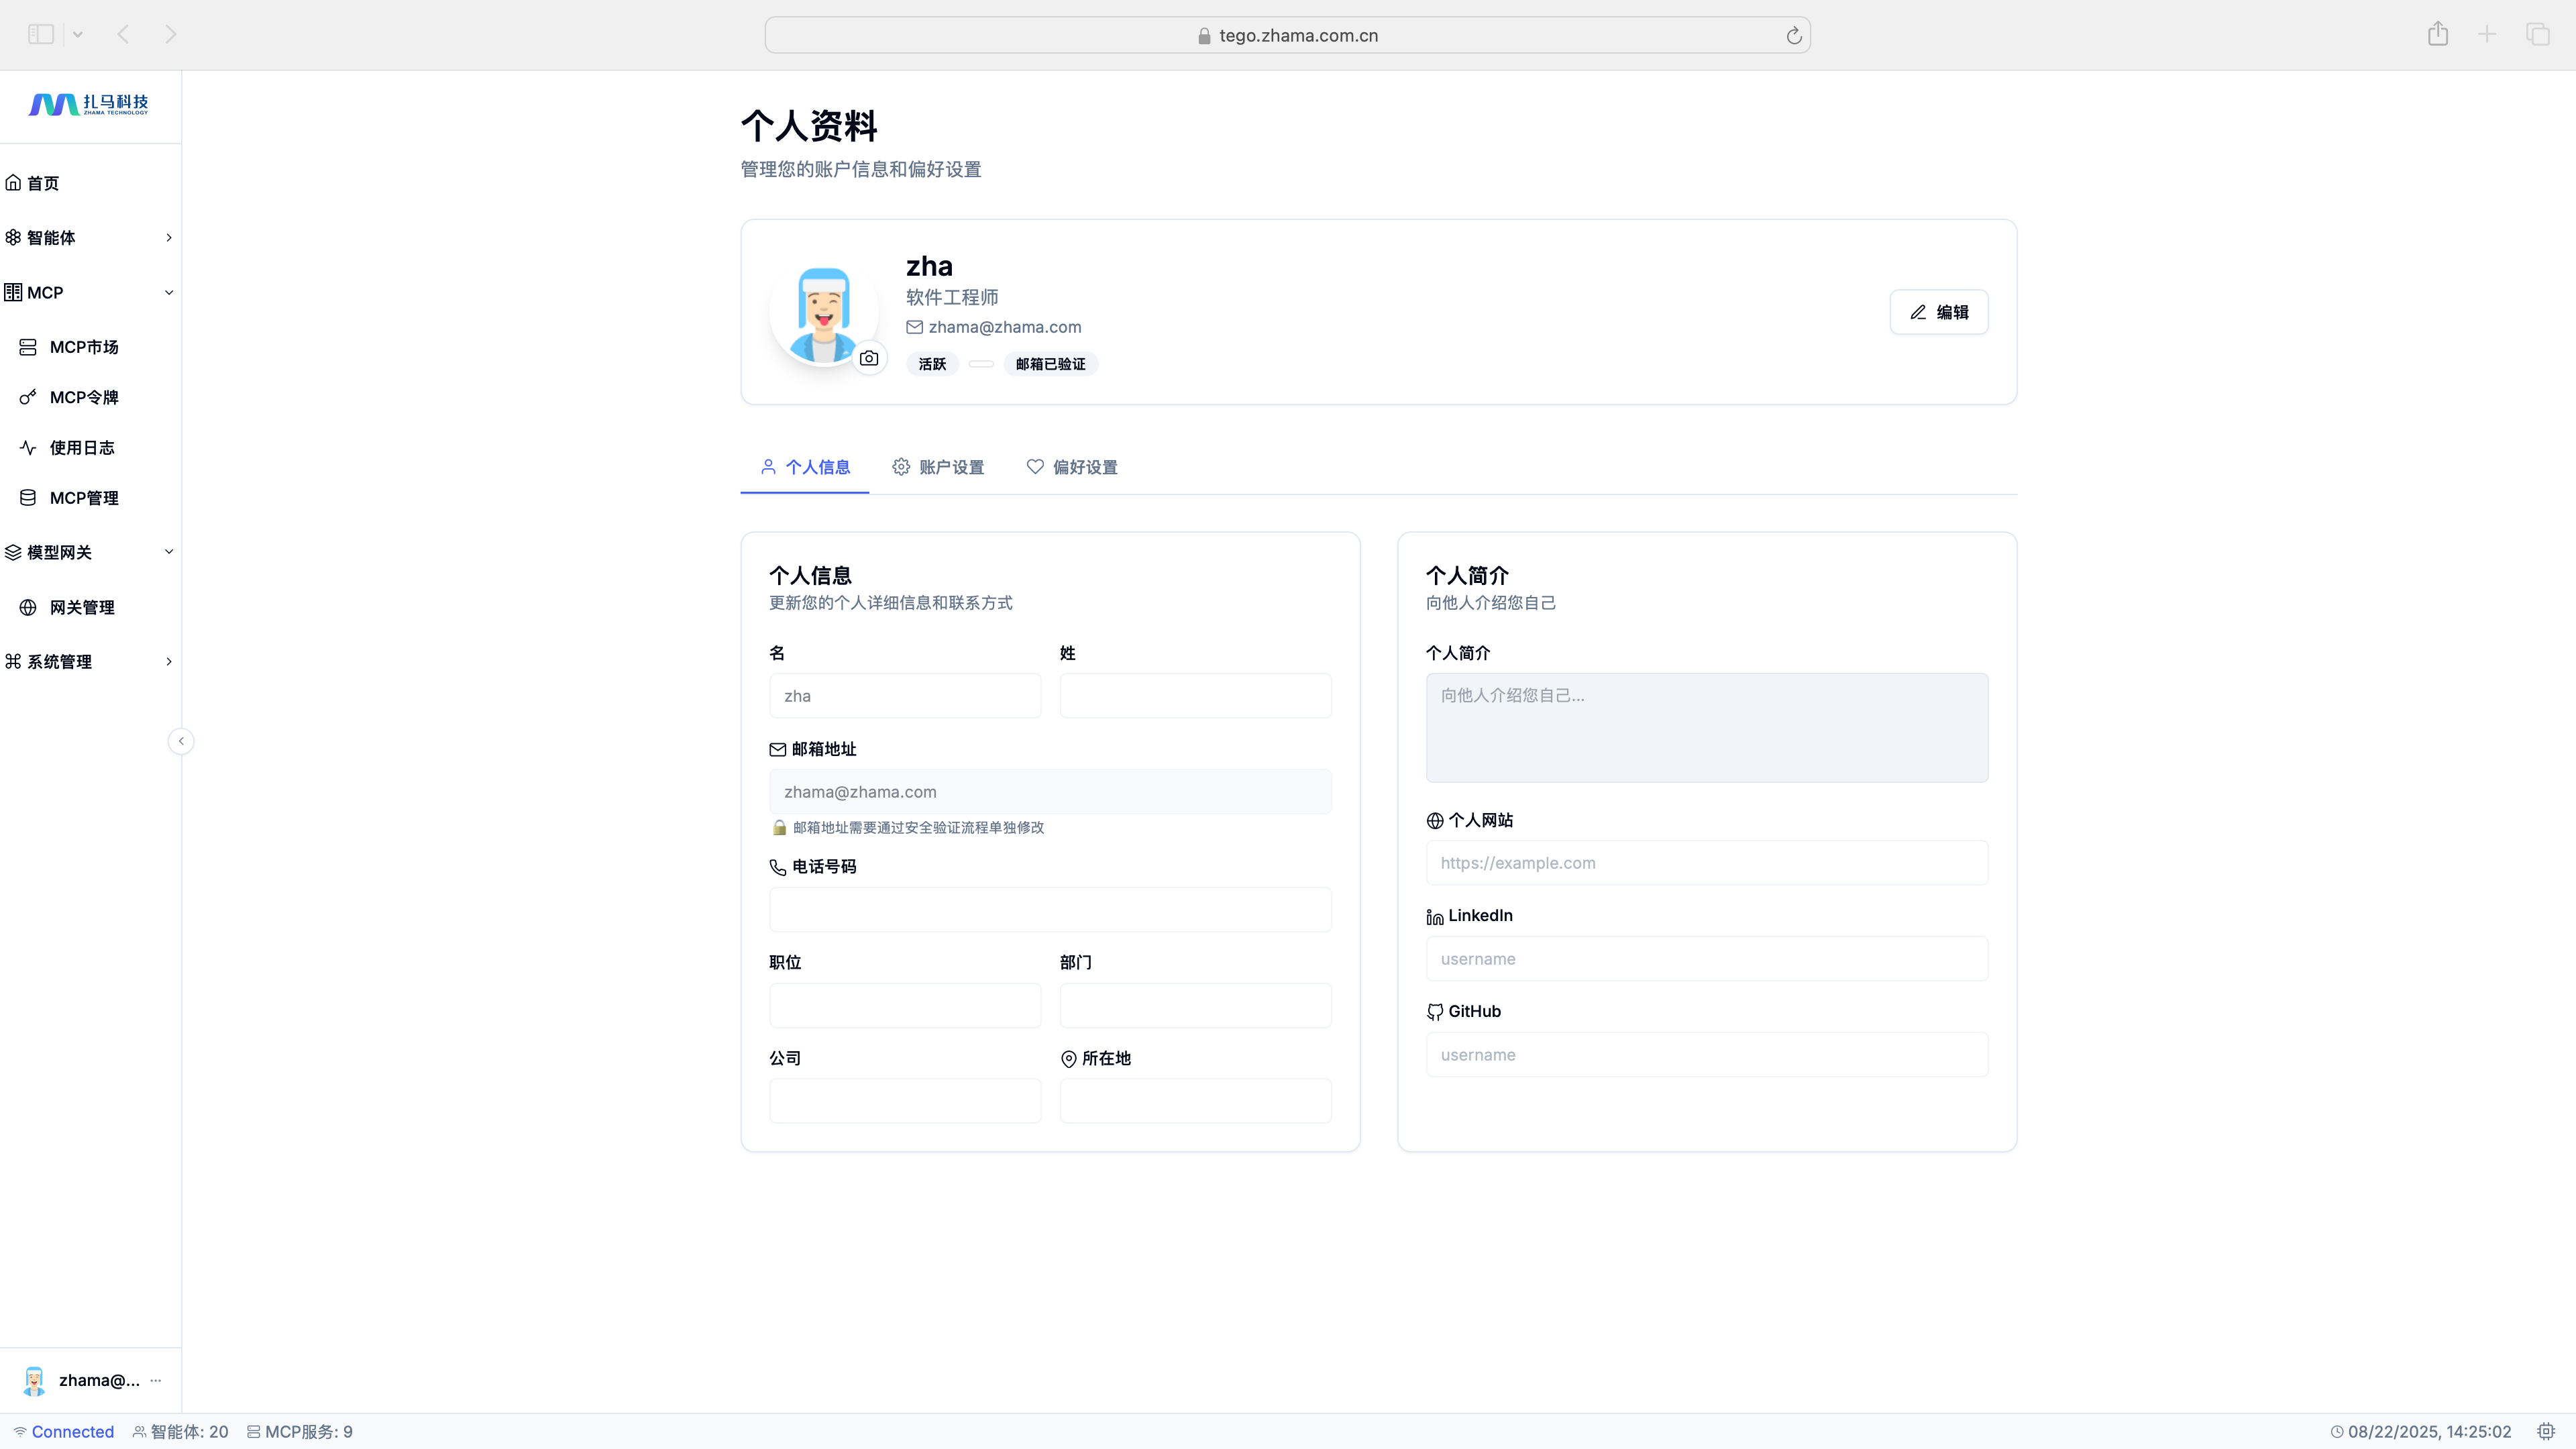 tego.zhama.com.cn
扎马科技
ZHAMA TECHNOLOGY
首页
智能体
MCP
MCP市场
MCP令牌
使用日志
MCP管理
模型网关
网关管理
系统管理
zhama@...
个人资料
管理您的账户信息和偏好设置
zha
软件工程师
zhama@zhama.com
活跃
邮箱已验证
编辑
个人信息
账户设置
偏好设置
个人信息
更新您的个人详细信息和联系方式
名
姓
zha
邮箱地址
zhama@zhama.com
邮箱地址需要通过安全验证流程单独修改
电话号码
职位
部门
公司
所在地
个人简介
向他人介绍您自己
个人简介
向他人介绍您自己...
个人网站
https://example.com
LinkedIn
username
GitHub
username
Connected
智能体: 20
MCP服务: 9
08/22/2025, 14:25:02